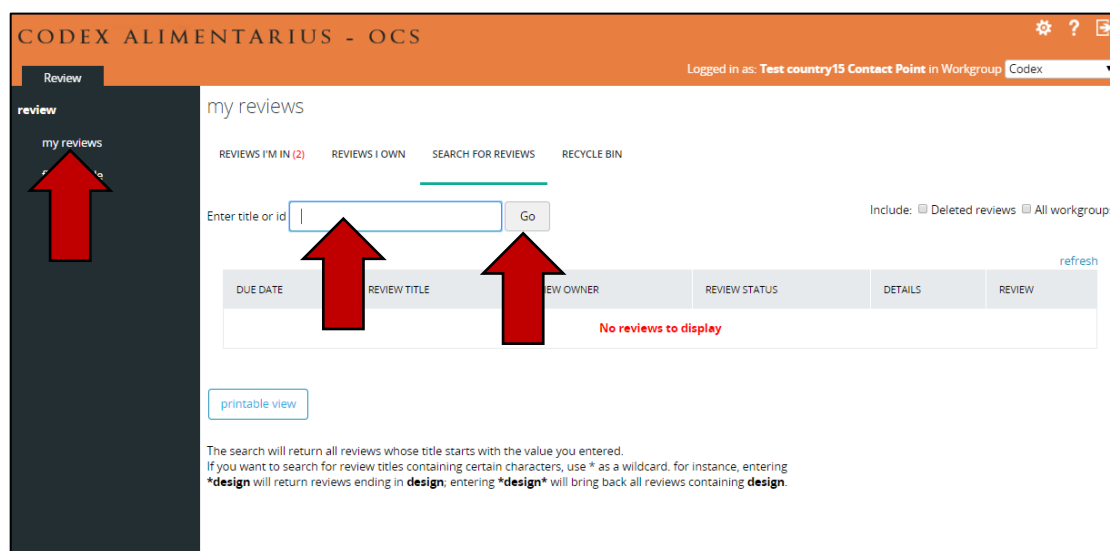 CODEX ALIMENTARIUS - OCS
?
Review
Logged in as: Test country15 Contact Point in Workgroup Codex
review
my reviews
my reviews
REVIEWS I'M IN (2) REVIEWS I OWN SEARCH FOR REVIEWS RECYCLE BIN
Enter title or id Go Include: Deleted reviews All workgroup
refresh
DUE DATE REVIEW TITLE OWNER REVIEW STATUS DETAILS REVIEW
No reviews to display
printable view
The search will return all reviews whose title starts with the value you entered.
If you want to search for review titles containing certain characters, use * as a wildcard. for instance, entering
*design will return reviews ending in design; entering *design* will bring back all reviews containing design.